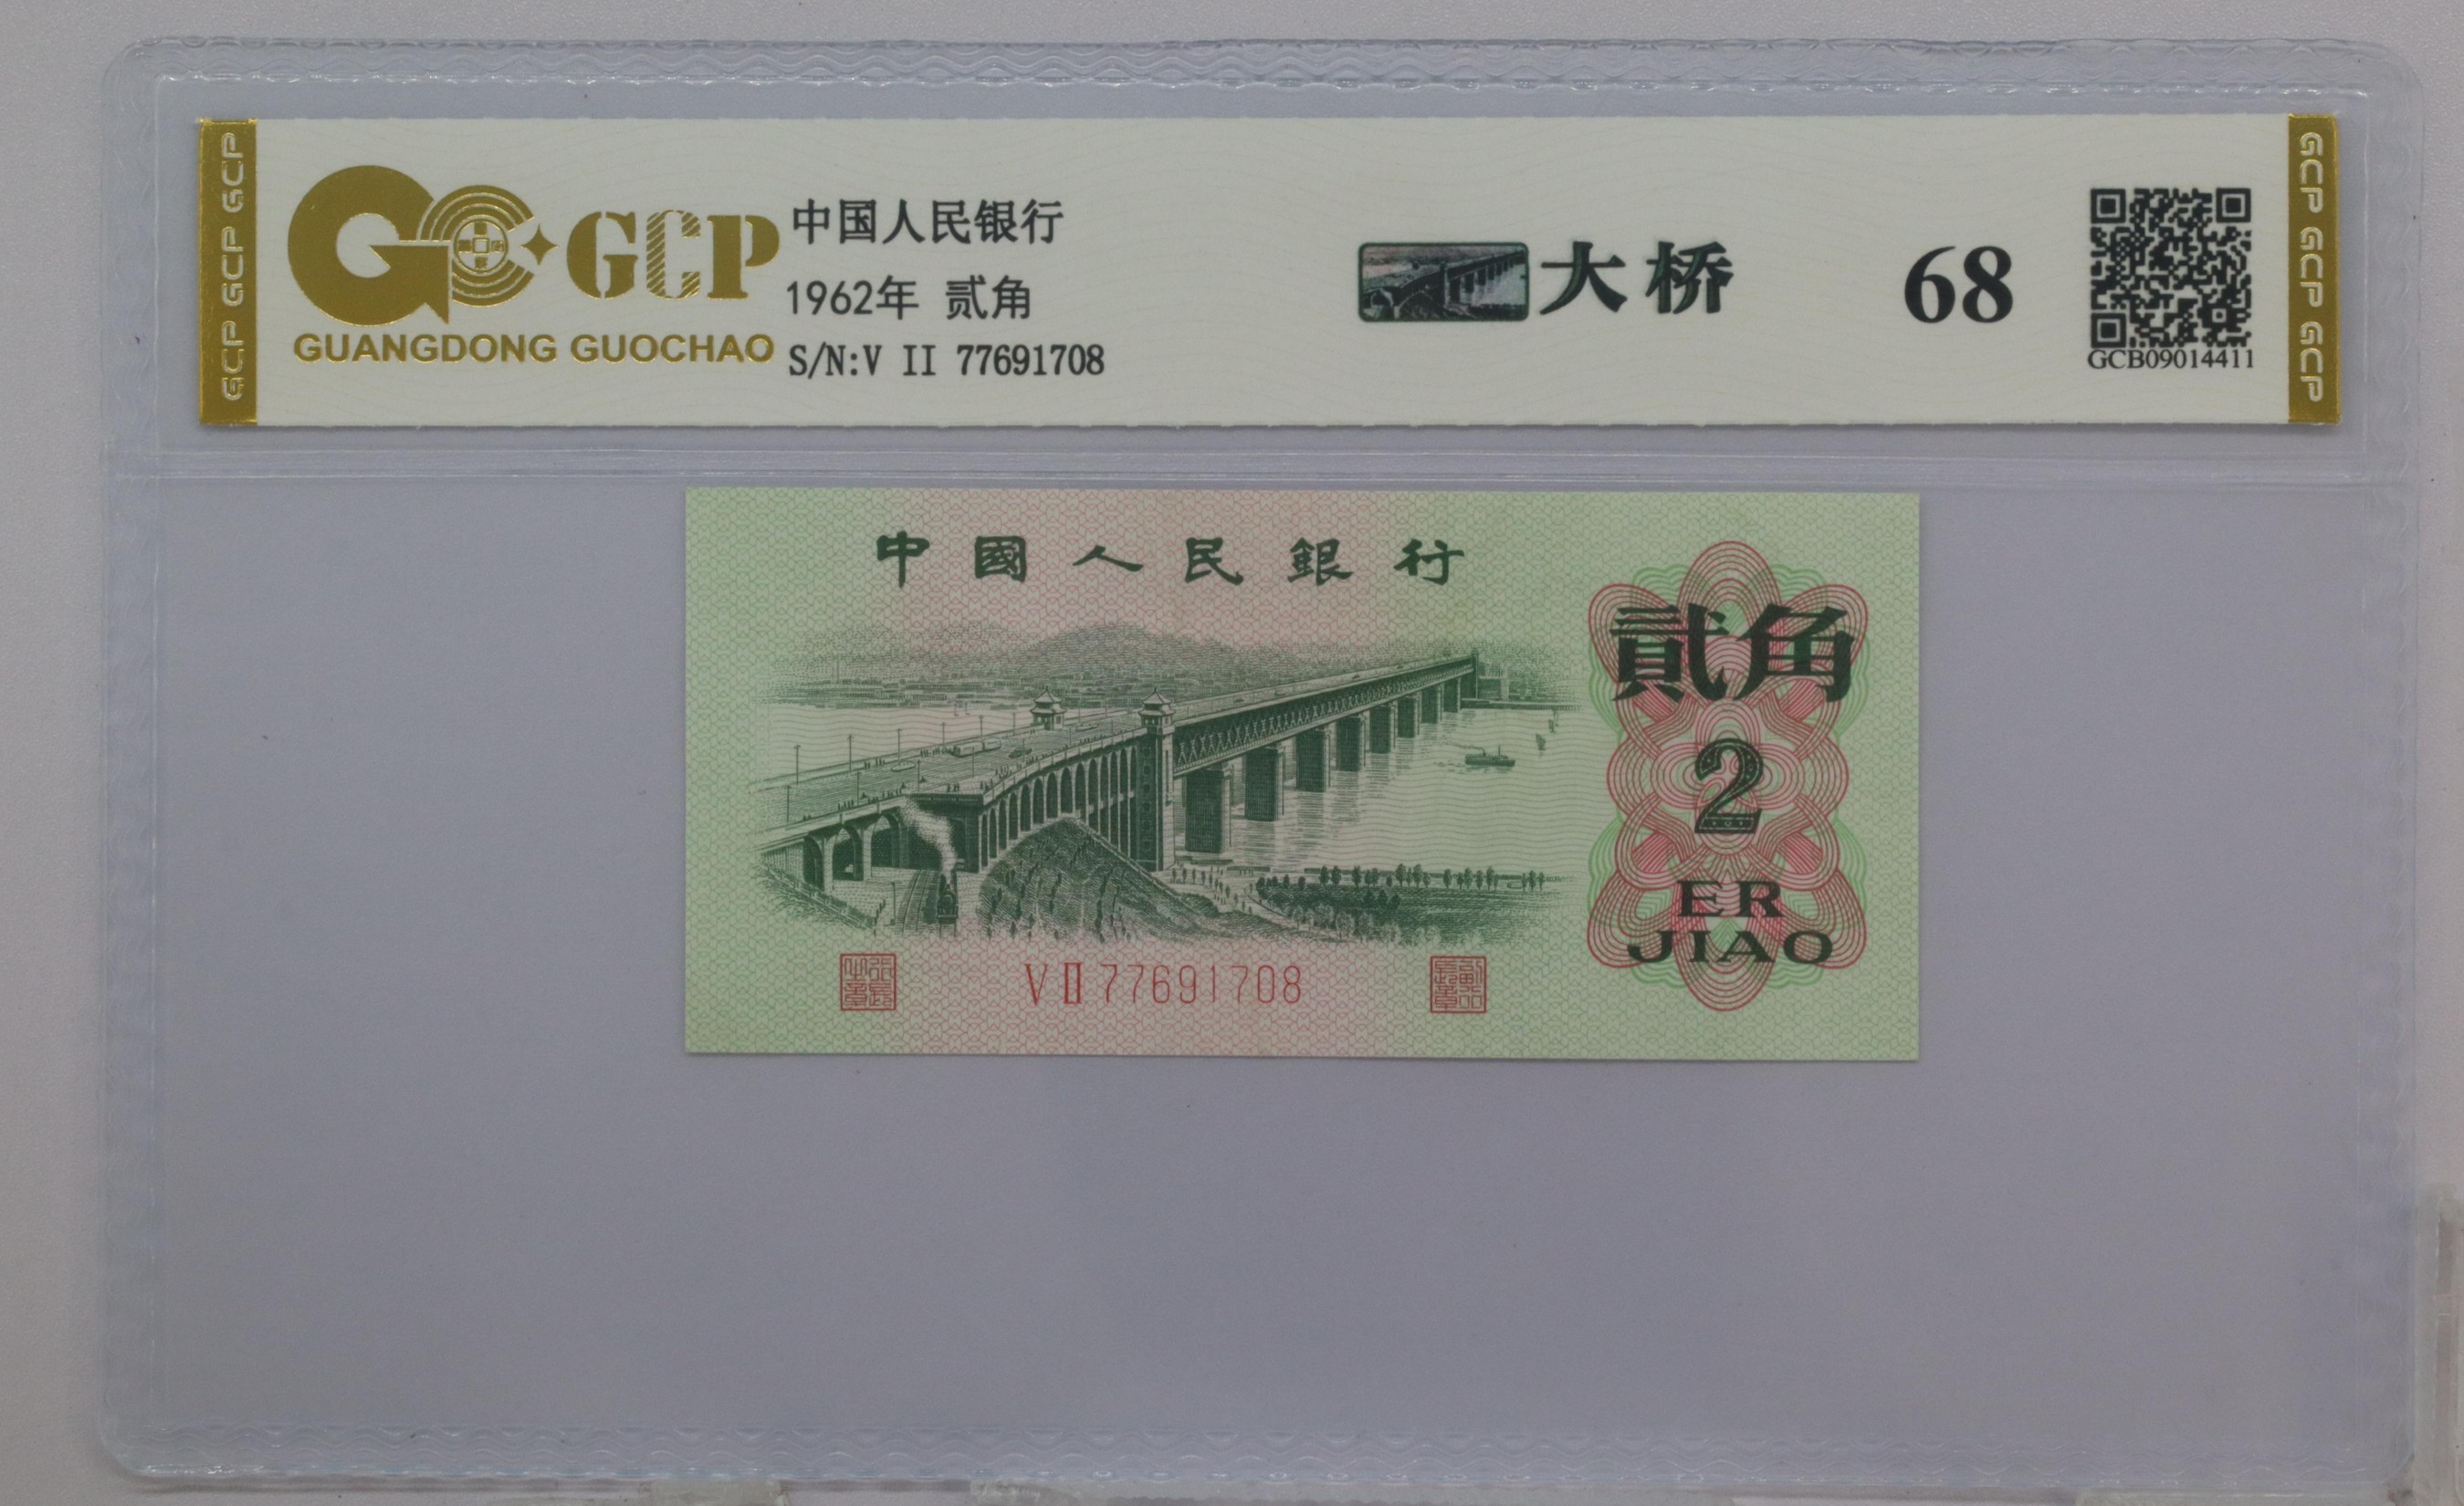 GCP GCP GCP
GCP
GUANGDONG GUOCHAO
中国人民银行
1962年 贰角
S/N:V II 77691708
大桥
68
GCB09014411
GCP GCP GCP
中國人民銀行
貳角
2
ER
JIAO
V II 77691708